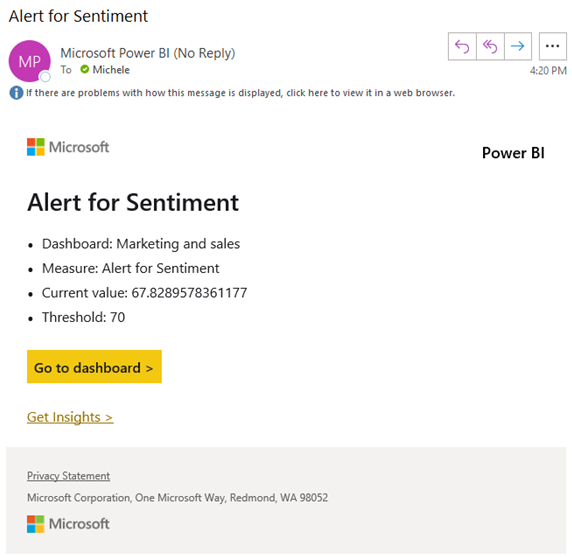 Alert for Sentiment
MP
Microsoft Power BI (No Reply)
To Michele
4:20 PM
If there are problems with how this message is displayed, click here to view it in a web browser.
Microsoft
Power BI
Alert for Sentiment
• Dashboard: Marketing and sales
• Measure: Alert for Sentiment
• Current value: 67.8289578361177
• Threshold: 70
Go to dashboard >
Get Insights >
Privacy Statement
Microsoft Corporation, One Microsoft Way, Redmond, WA 98052
Microsoft